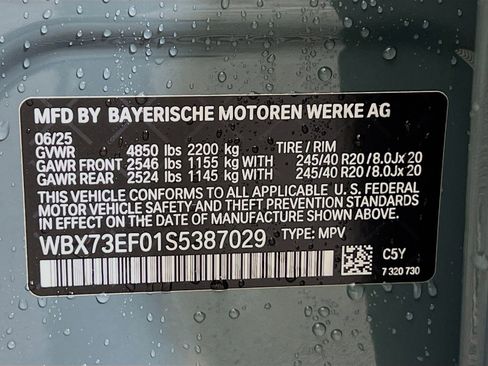 MFD BY BAYERISCHE MOTOREN WERKE AG
06/25
GVWR 4850 lbs 2200 kg TIRE / RIM
GAWR FRONT 2546 lbs 1155 kg WITH 245/40 R20 / 8.0Jx 20
GAWR REAR 2524 lbs 1145 kg WITH 245/40 R20 / 8.0Jx 20
THIS VEHICLE CONFORMS TO ALL APPLICABLE U. S. FEDERAL
MOTOR VEHICLE SAFETY AND THEFT PREVENTION STANDARDS
IN EFFECT ON THE DATE OF MANUFACTURE SHOWN ABOVE.
WBX73EF01S5387029 TYPE: MPV
C5Y
7 320 730